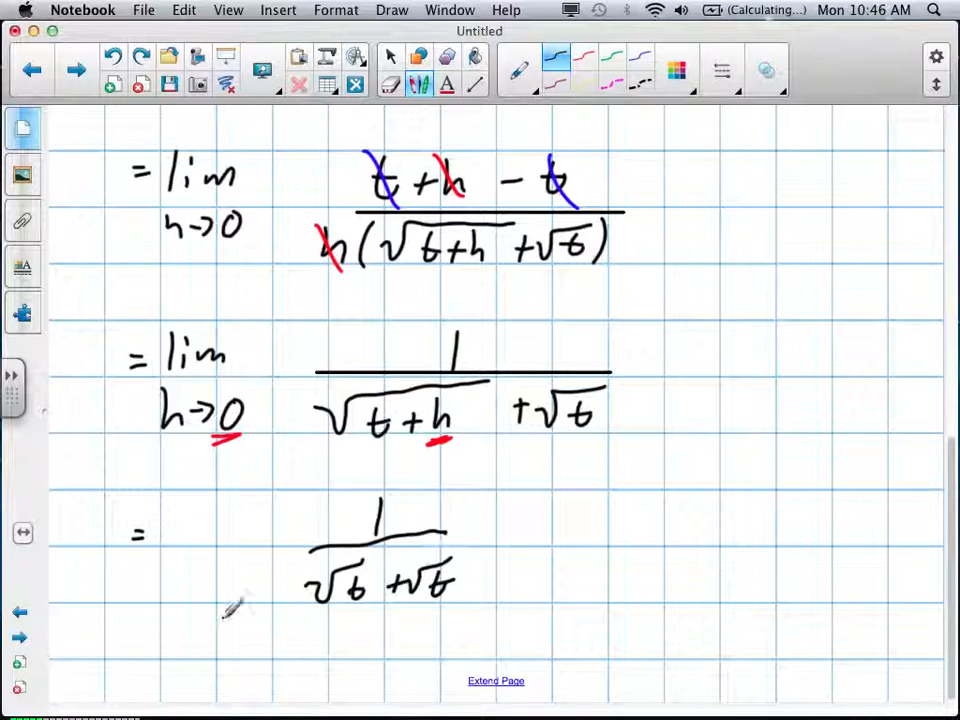 Notebook File Edit View Insert Format Draw Window Help (Calculating...) Mon 10:46 AM
Untitled
= lim t + h - t
h→0 h(√t+h + √t)
= lim 1
h→0 √t+h + √t
= 1
√t + √t
Extend Page